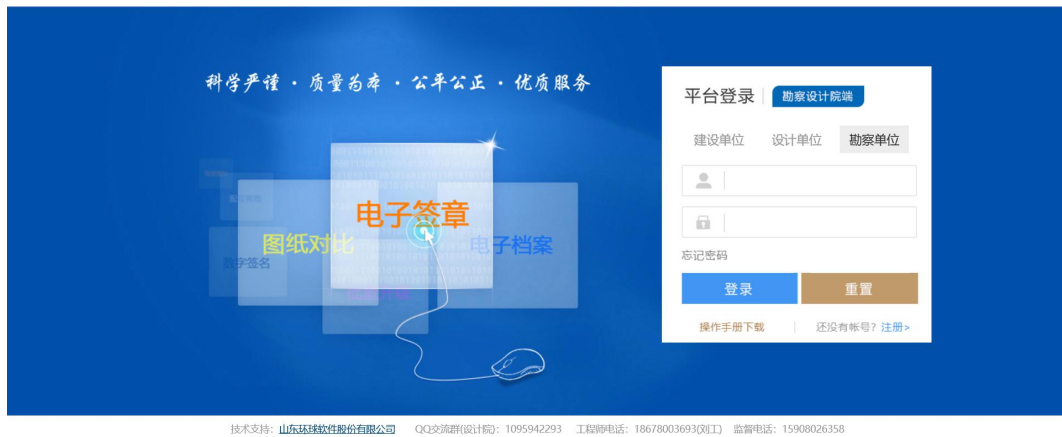 科学严谨 · 质量为本 · 公平公正 · 优质服务
平台登录 勘察设计院端
建设单位 设计单位 勘察单位
电子签章
图纸对比
电子档案
数字签名
忘记密码
登录 重置
操作手册下载 还没有帐号? 注册>
技术支持: 山东环球软件股份有限公司 QQ交流群(设计院): 1095942293 工程师电话: 18678003693(刘工) 监督电话: 15908026358